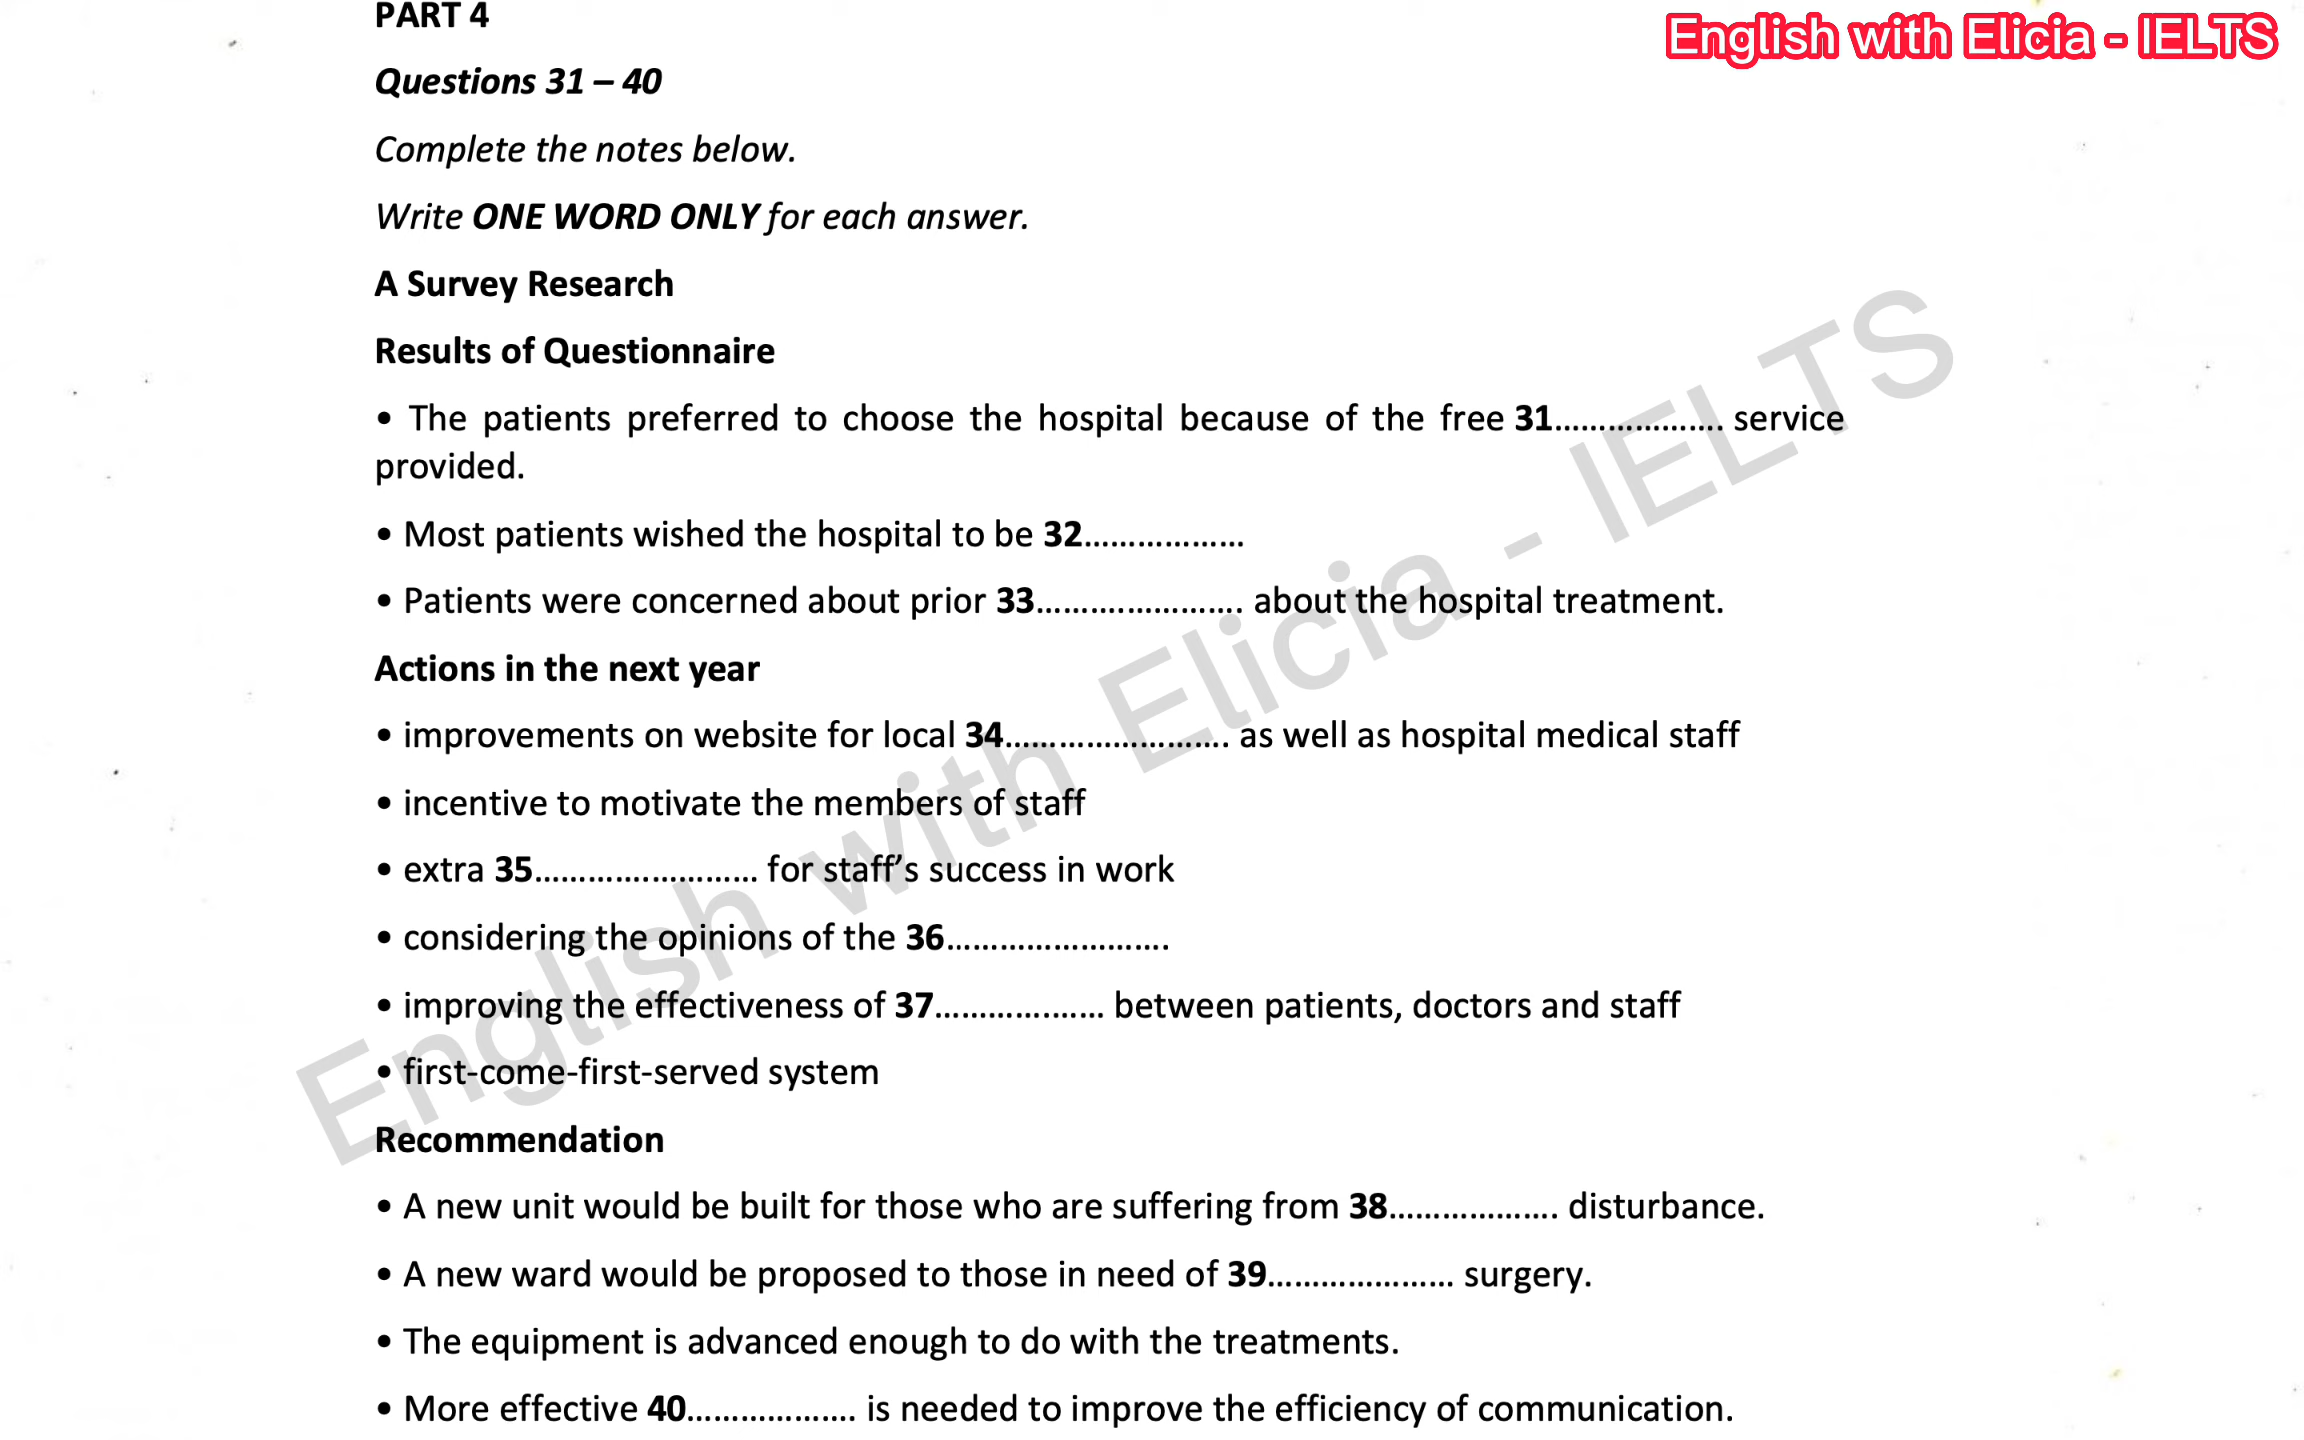 PART 4
English with Elicia - IELTS
Questions 31 – 40
Complete the notes below.
Write ONE WORD ONLY for each answer.
A Survey Research
Results of Questionnaire
• The patients preferred to choose the hospital because of the free 31................... service
provided.
• Most patients wished the hospital to be 32..................
• Patients were concerned about prior 33....................... about the hospital treatment.
Actions in the next year
• improvements on website for local 34......................... as well as hospital medical staff
• incentive to motivate the members of staff
• extra 35......................... for staff’s success in work
• considering the opinions of the 36.........................
• improving the effectiveness of 37................... between patients, doctors and staff
• first-come-first-served system
Recommendation
• A new unit would be built for those who are suffering from 38................... disturbance.
• A new ward would be proposed to those in need of 39..................... surgery.
• The equipment is advanced enough to do with the treatments.
• More effective 40................... is needed to improve the efficiency of communication.
English with Elicia - IELTS